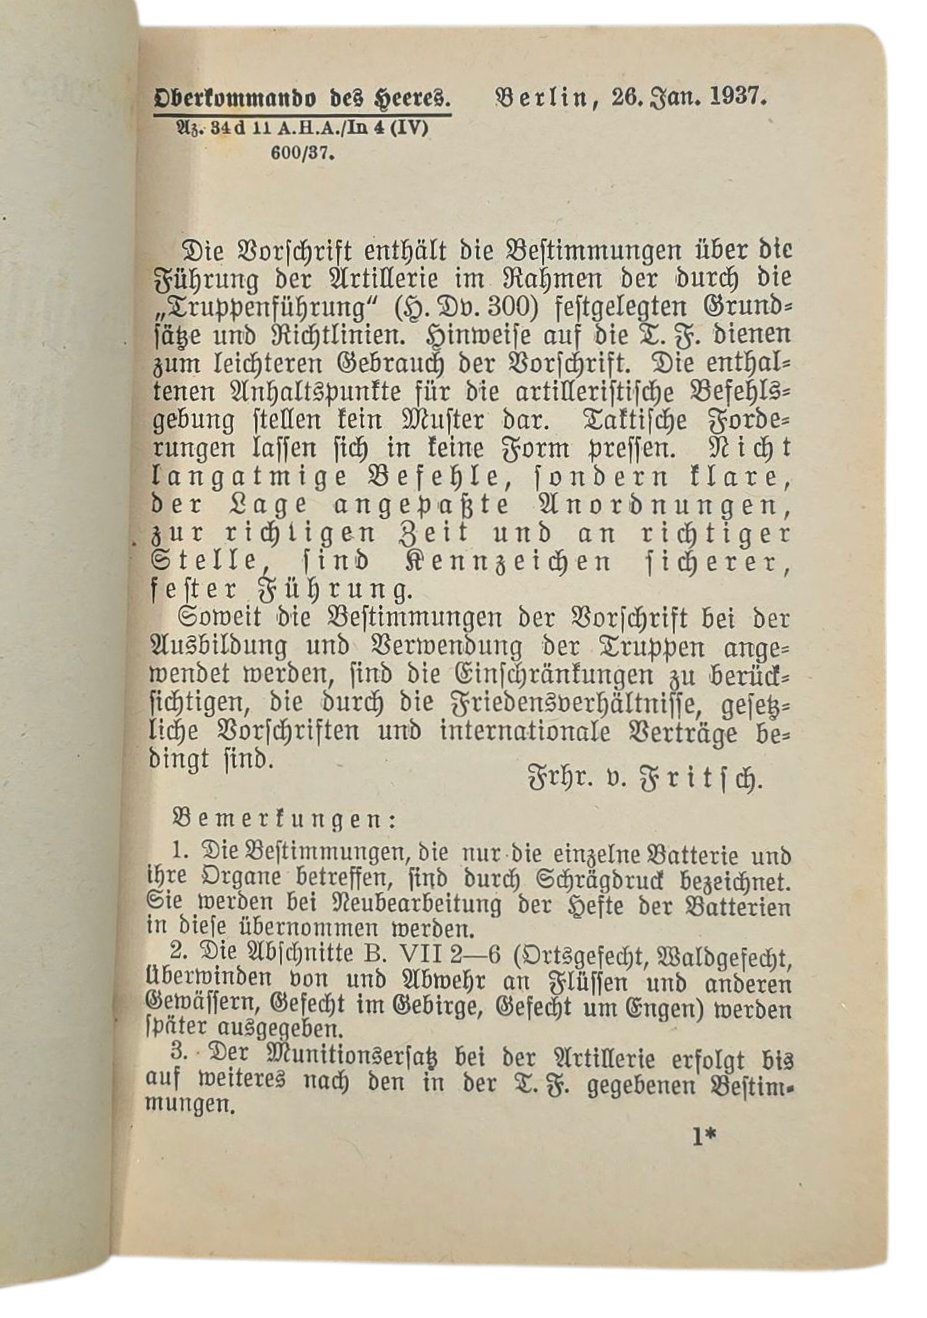 Oberkommando des Heeres. Berlin, 26. Jan. 1937.
Az. 34 d 11 A.H.A./In 4 (IV)
600/37.
Die Vorschrift enthält die Bestimmungen über die
Führung der Artillerie im Rahmen der durch die
„Truppenführung“ (H. Dv. 300) festgelegten Grund-
sätze und Richtlinien. Hinweise auf die T. F. dienen
zum leichteren Gebrauch der Vorschrift. Die enthal-
tenen Anhaltspunkte für die artilleristische Befehls-
gebung stellen kein Muster dar. Taktische Forde-
rungen lassen sich in keine Form pressen. Nicht
langatmige Befehle, sondern klare,
der Lage angepaßte Anordnungen,
zur richtigen Zeit und an richtiger
Stelle, sind Kennzeichen sicherer,
fester Führung.
Soweit die Bestimmungen der Vorschrift bei der
Ausbildung und Verwendung der Truppen ange-
wendet werden, sind die Einschränkungen zu berück-
sichtigen, die durch die Friedensverhältnisse, gesetz-
liche Vorschriften und internationale Verträge be-
dingt sind.
Frhr. v. Fritsch.
Bemerkungen:
1. Die Bestimmungen, die nur die einzelne Batterie und
ihre Organe betreffen, sind durch Schrägdruck bezeichnet.
Sie werden bei Neubearbeitung der Hefte der Batterien
in diese übernommen werden.
2. Die Abschnitte B. VII 2—6 (Ortsgefecht, Waldgefecht,
Überwinden von und Abwehr an Flüssen und anderen
Gewässern, Gefecht im Gebirge, Gefecht um Engen) werden
später ausgegeben.
3. Der Munitionsersatz bei der Artillerie erfolgt bis
auf weiteres nach den in der T. F. gegebenen Bestim-
mungen.
1*